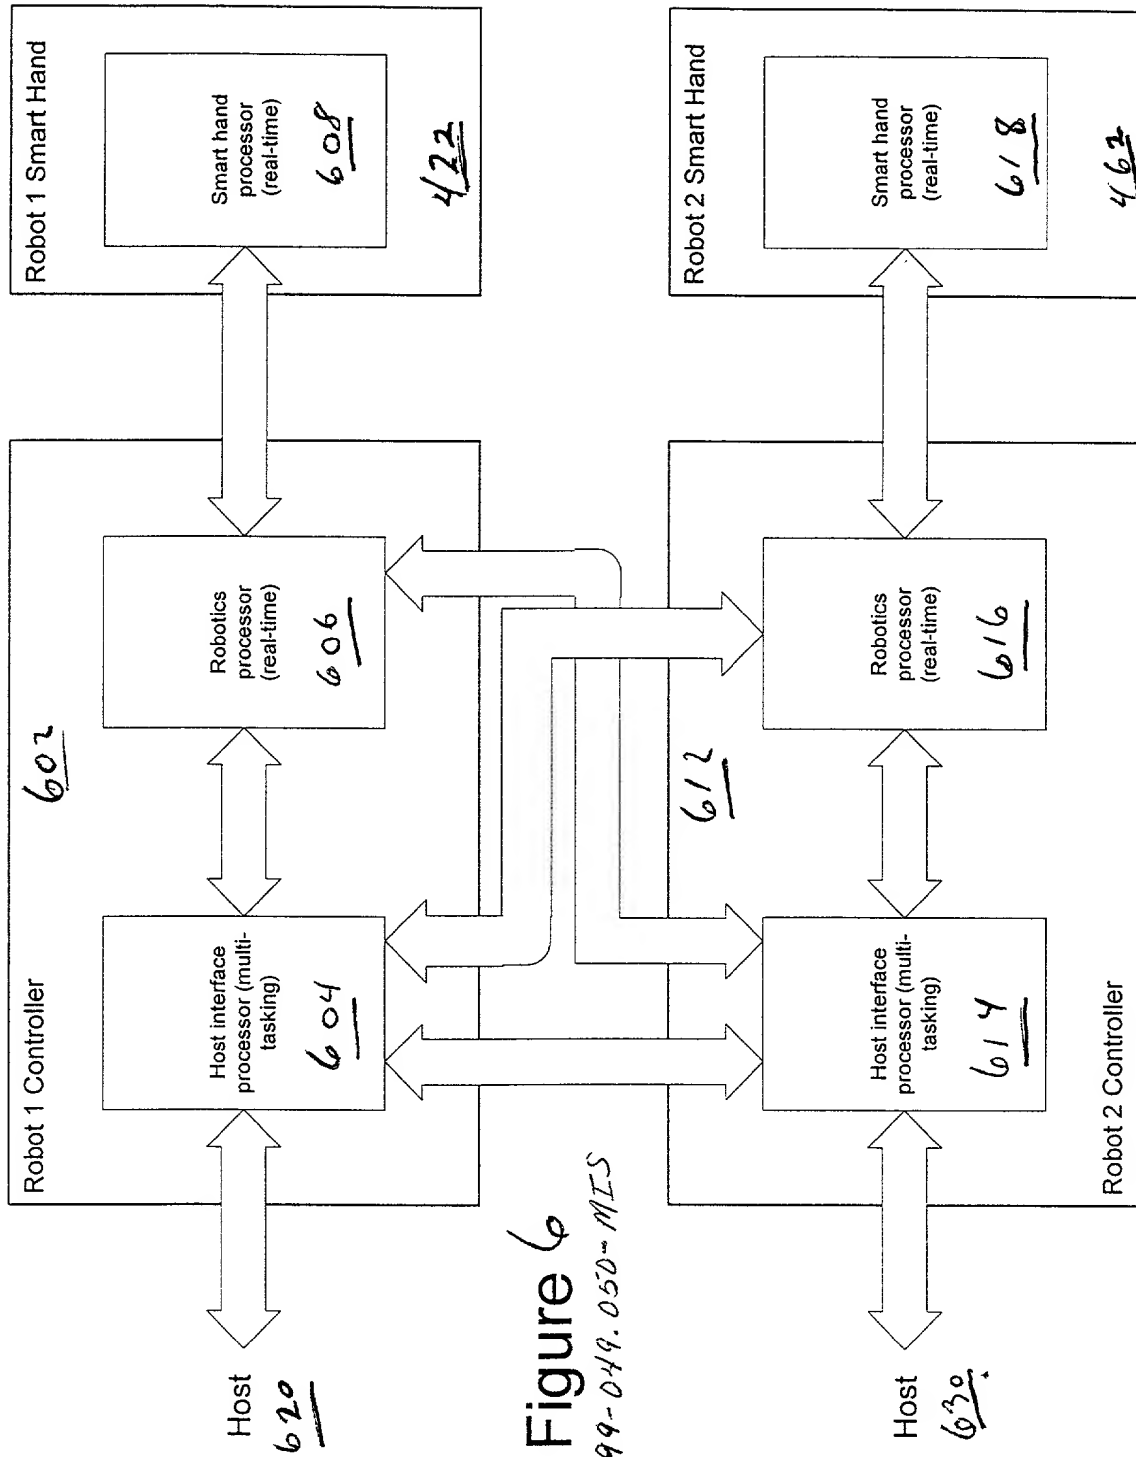 Robot 1 Controller
602
Host interface
processor (multi-
tasking)
604
Robotics
processor
(real-time)
606
Robot 1 Smart Hand
Smart hand
processor
(real-time)
608
422
Host
620
Robot 2 Controller
612
Host interface
processor (multi-
tasking)
614
Robotics
processor
(real-time)
616
Robot 2 Smart Hand
Smart hand
processor
(real-time)
618
462
Host
630
Figure 6
99-049.050-MIS